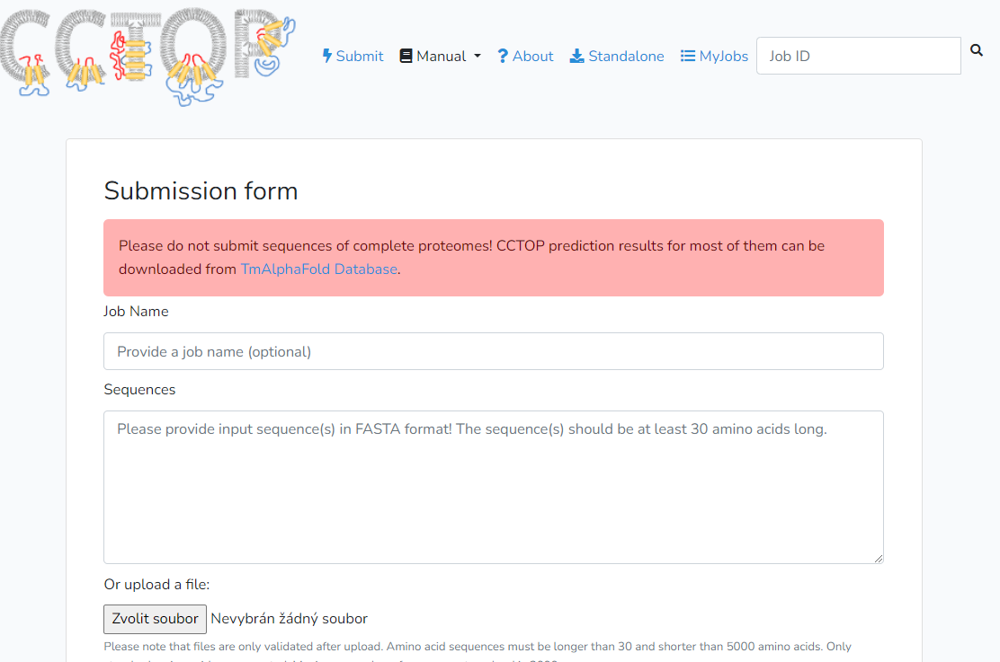 CCTOP
Submit Manual ? About Standalone MyJobs Job ID
Submission form
Please do not submit sequences of complete proteomes! CCTOP prediction results for most of them can be
downloaded from TmAlphaFold Database.
Job Name
Provide a job name (optional)
Sequences
Please provide input sequence(s) in FASTA format! The sequence(s) should be at least 30 amino acids long.
Or upload a file:
Zvolit soubor Nevybrán žádný soubor
Please note that files are only validated after upload. Amino acid sequences must be longer than 30 and shorter than 5000 amino acids. Only